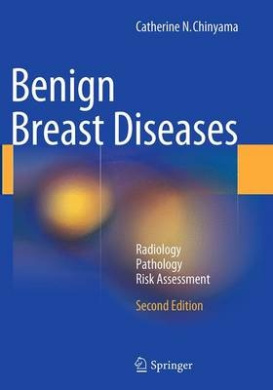 Catherine N. Chinyama
Benign
Breast Diseases
Radiology
Pathology
Risk Assessment
Second Edition
Springer